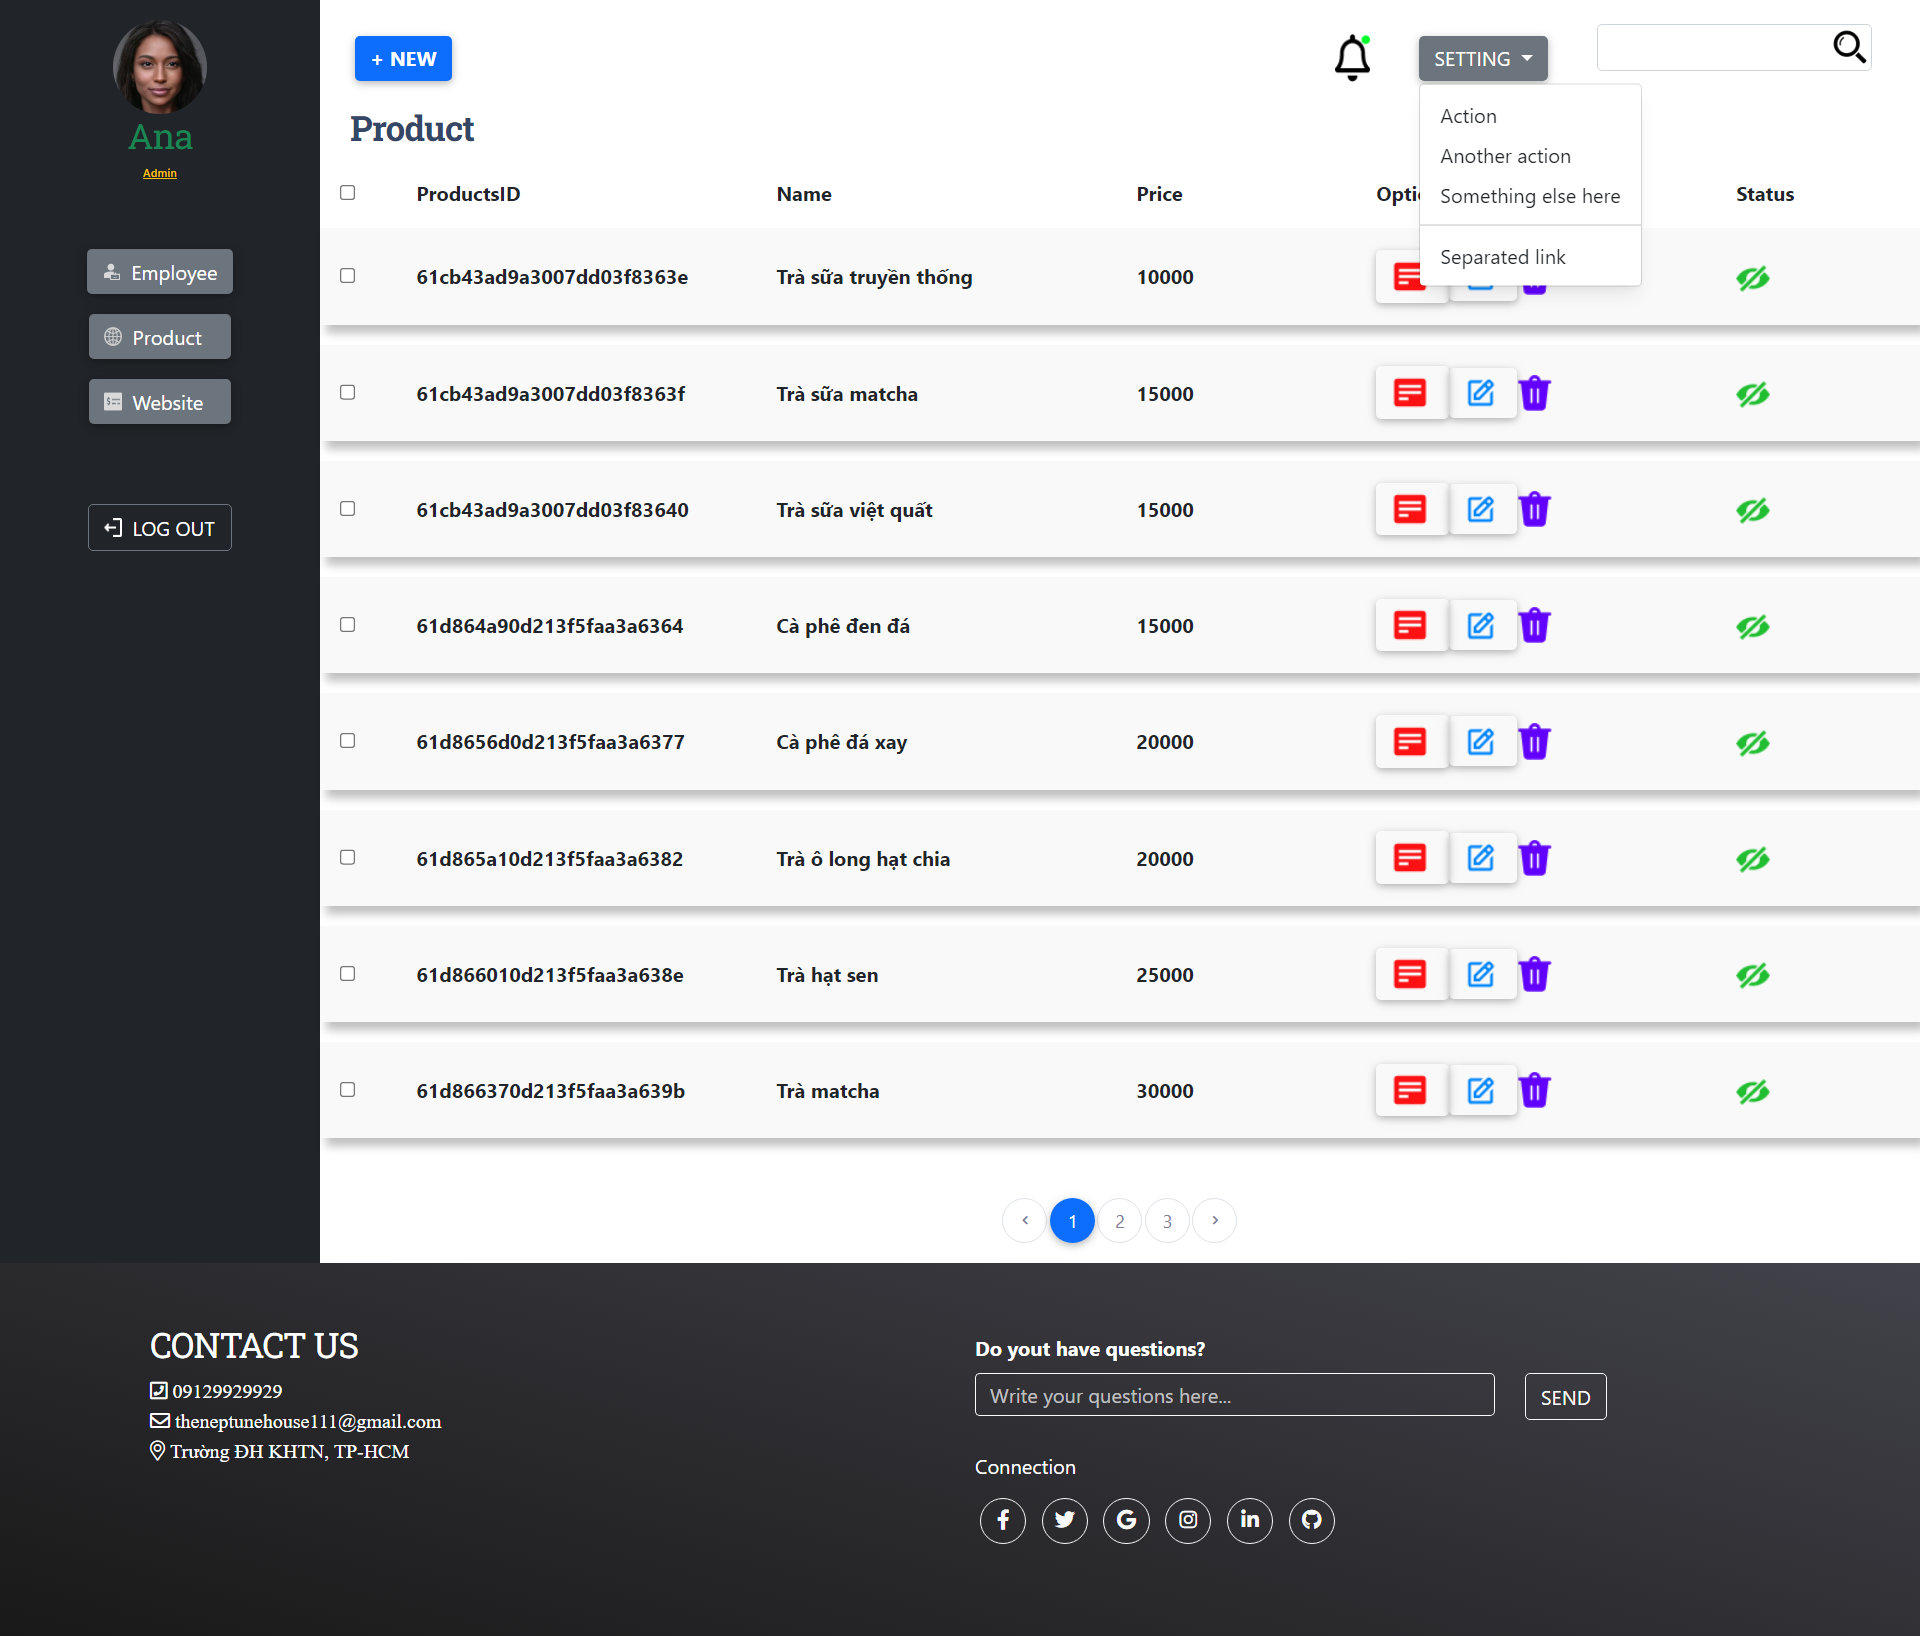 Ana
Admin
Employee
Product
Website
LOG OUT
+ NEW
SETTING
Action
Another action
Something else here
Separated link
Product
ProductsID Name Price Status
61cb43ad9a3007dd03f8363e Trà sữa truyền thống 10000
61cb43ad9a3007dd03f8363f Trà sữa matcha 15000
61cb43ad9a3007dd03f83640 Trà sữa việt quất 15000
61d864a90d213f5faa3a6364 Cà phê đen đá 15000
61d8656d0d213f5faa3a6377 Cà phê đá xay 20000
61d865a10d213f5faa3a6382 Trà ô long hạt chia 20000
61d866010d213f5faa3a638e Trà hạt sen 25000
61d866370d213f5faa3a639b Trà matcha 30000
‹ 1 2 3 ›
CONTACT US
09129929929
theneptunehouse111@gmail.com
Trường ĐH KHTN, TP-HCM
Do yout have questions?
Write your questions here...
SEND
Connection